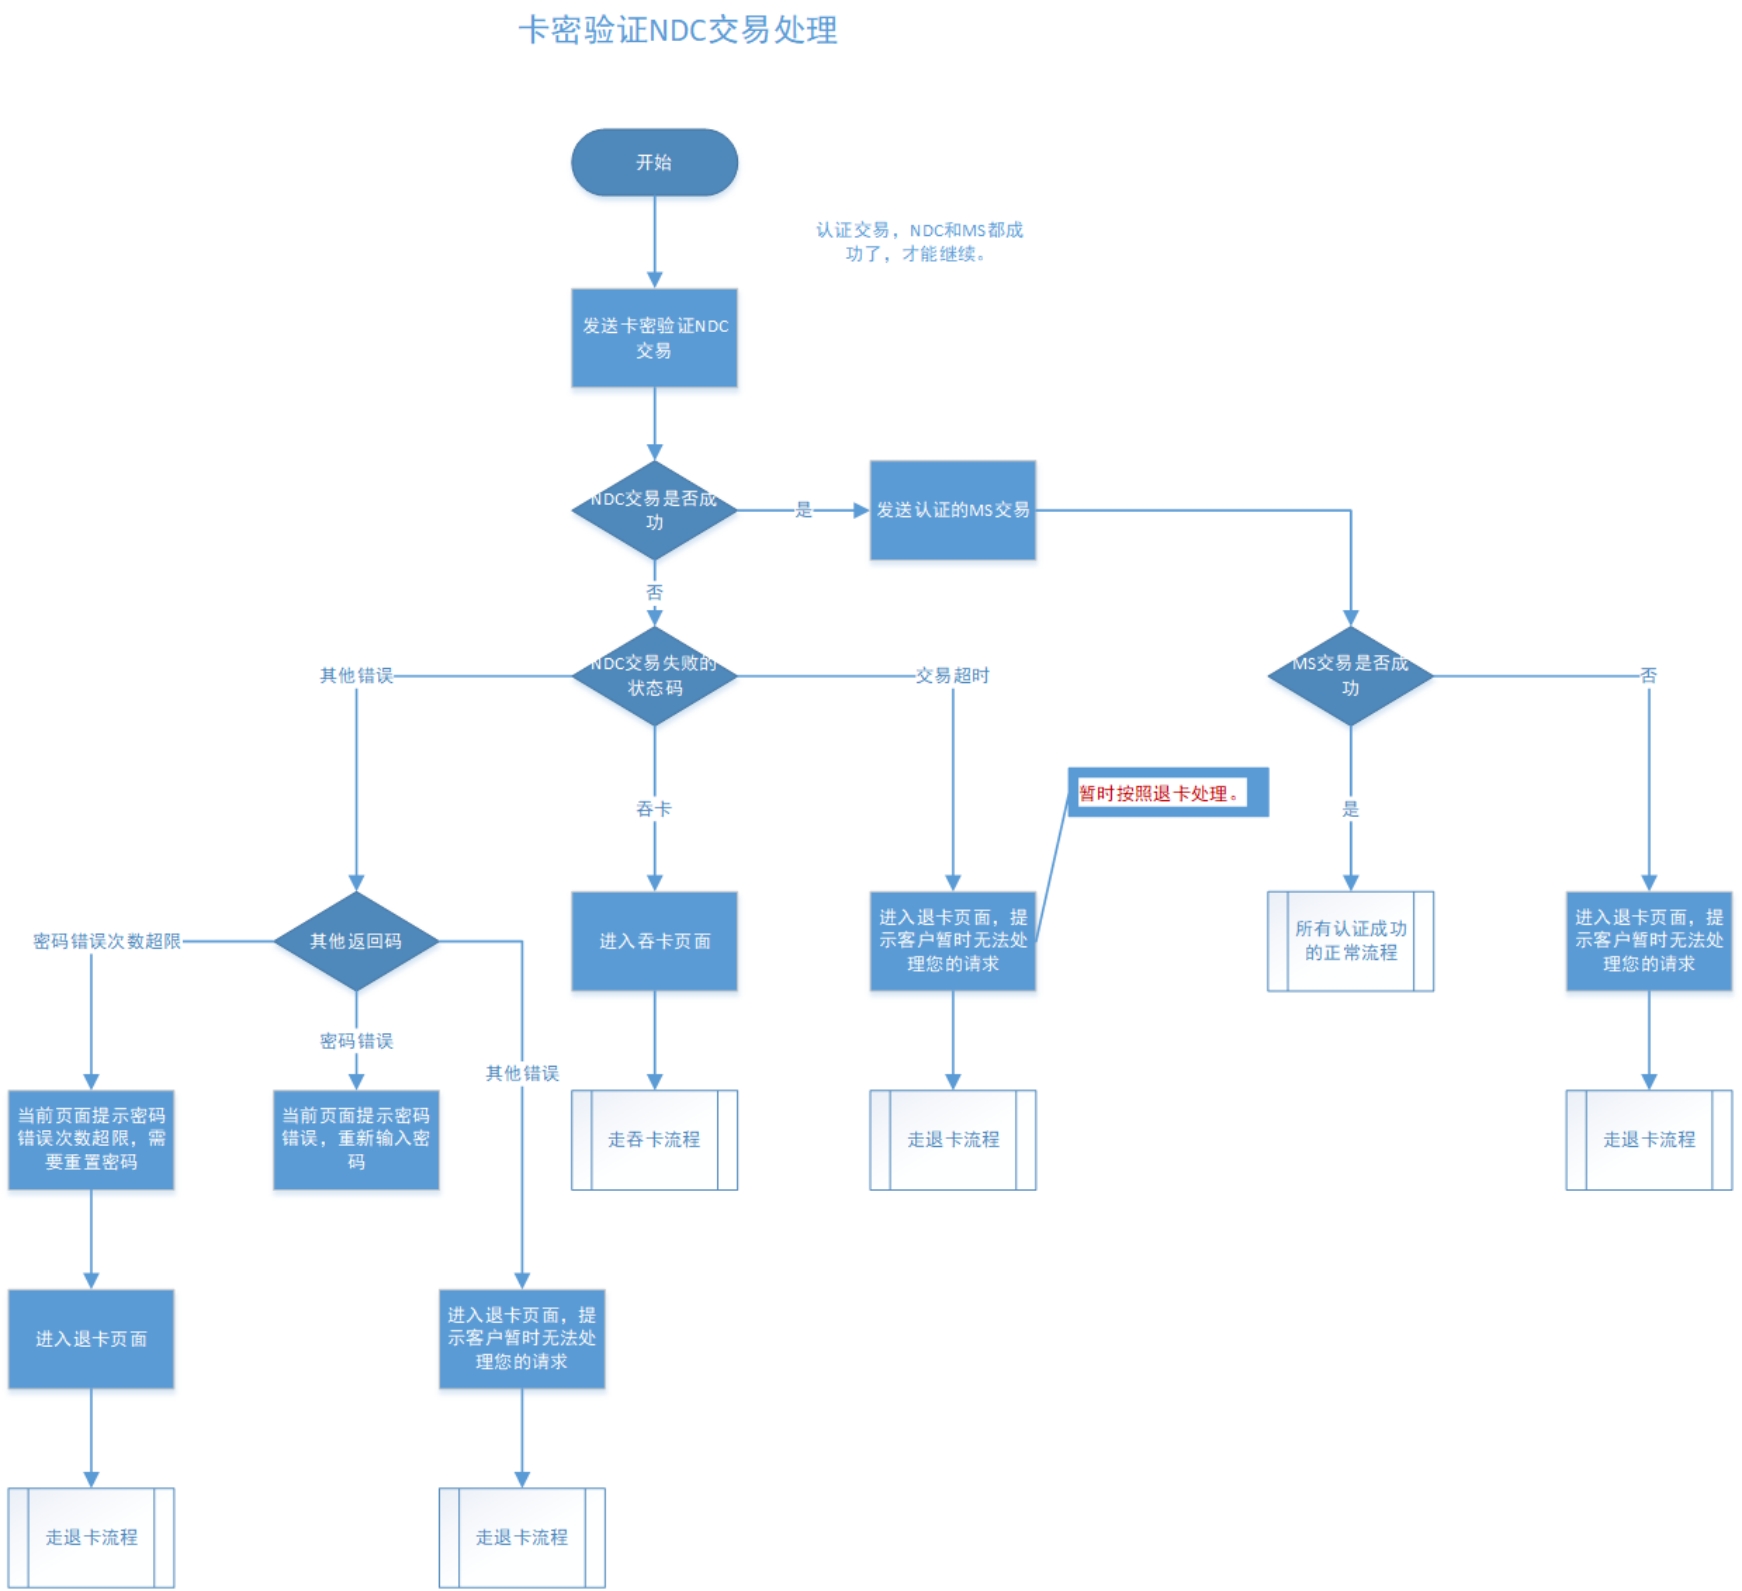 卡密验证NDC交易处理
开始
认证交易，NDC和MS都成
功了，才能继续。
发送卡密验证NDC
交易
NDC交易是否成
功
是
发送认证的MS交易
否
其他错误
NDC交易失败的
状态码
交易超时
MS交易是否成
功
否
暂时按照退卡处理。
吞卡
是
密码错误次数超限
其他返回码
进入吞卡页面
进入退卡页面，提
示客户暂时无法处
理您的请求
所有认证成功
的正常流程
进入退卡页面，提
示客户暂时无法处
理您的请求
密码错误
其他错误
当前页面提示密码
错误次数超限，需
要重置密码
当前页面提示密码
错误，重新输入密
码
走吞卡流程
走退卡流程
走退卡流程
进入退卡页面
进入退卡页面，提
示客户暂时无法处
理您的请求
走退卡流程
走退卡流程